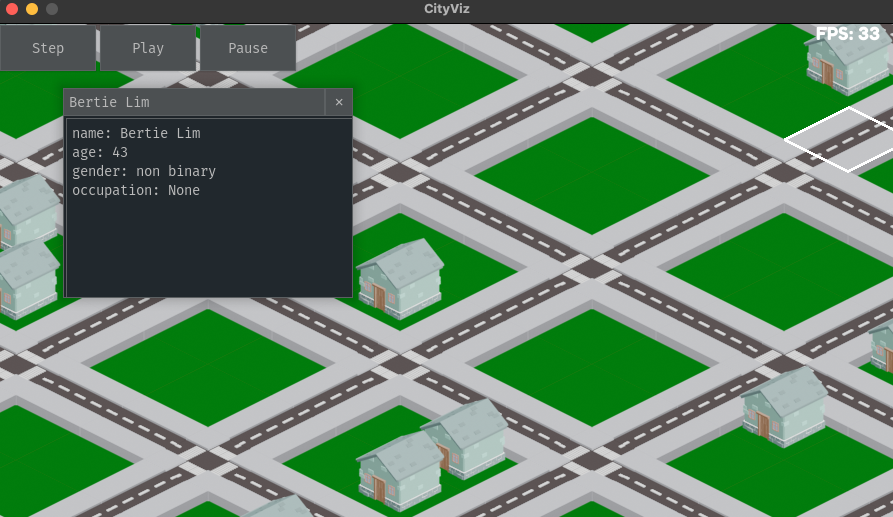 CityViz
FPS: 33
Step
Play
Pause
Bertie Lim
×
name: Bertie Lim
age: 43
gender: non binary
occupation: None